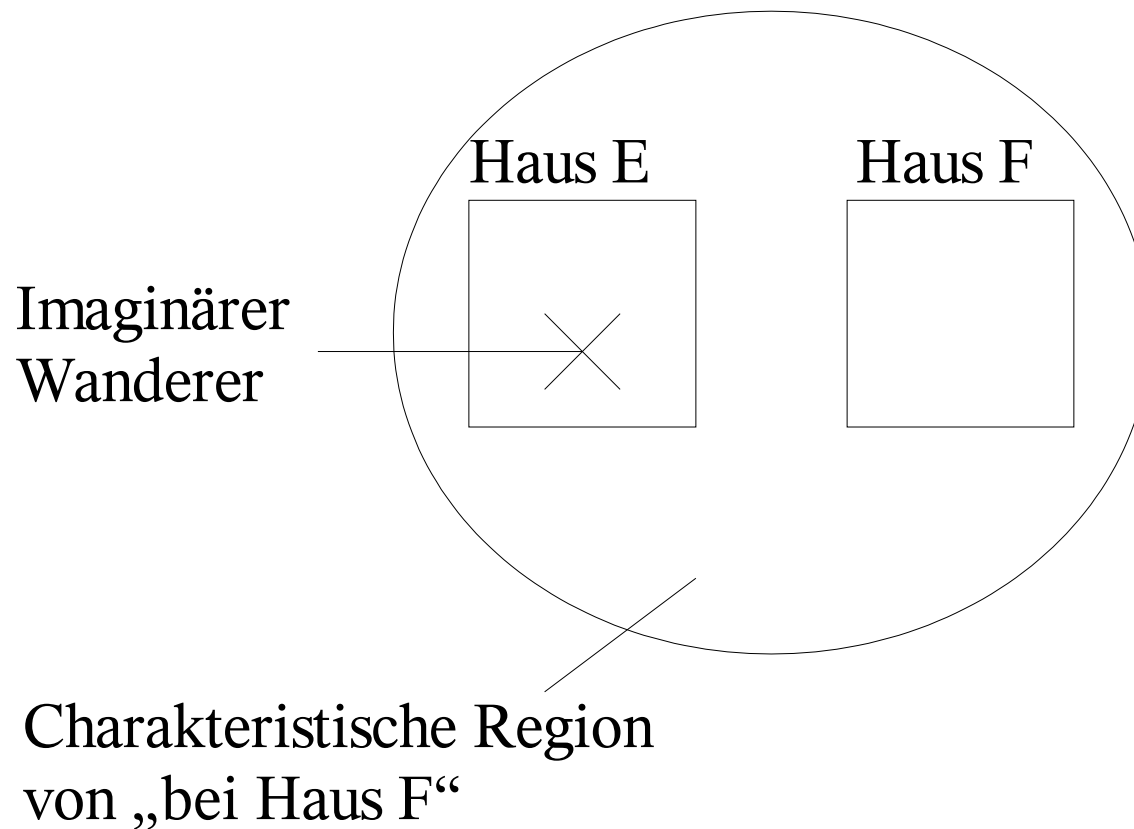 Haus E
Haus F
Imaginärer
Wanderer
Charakteristische Region
von „bei Haus F“